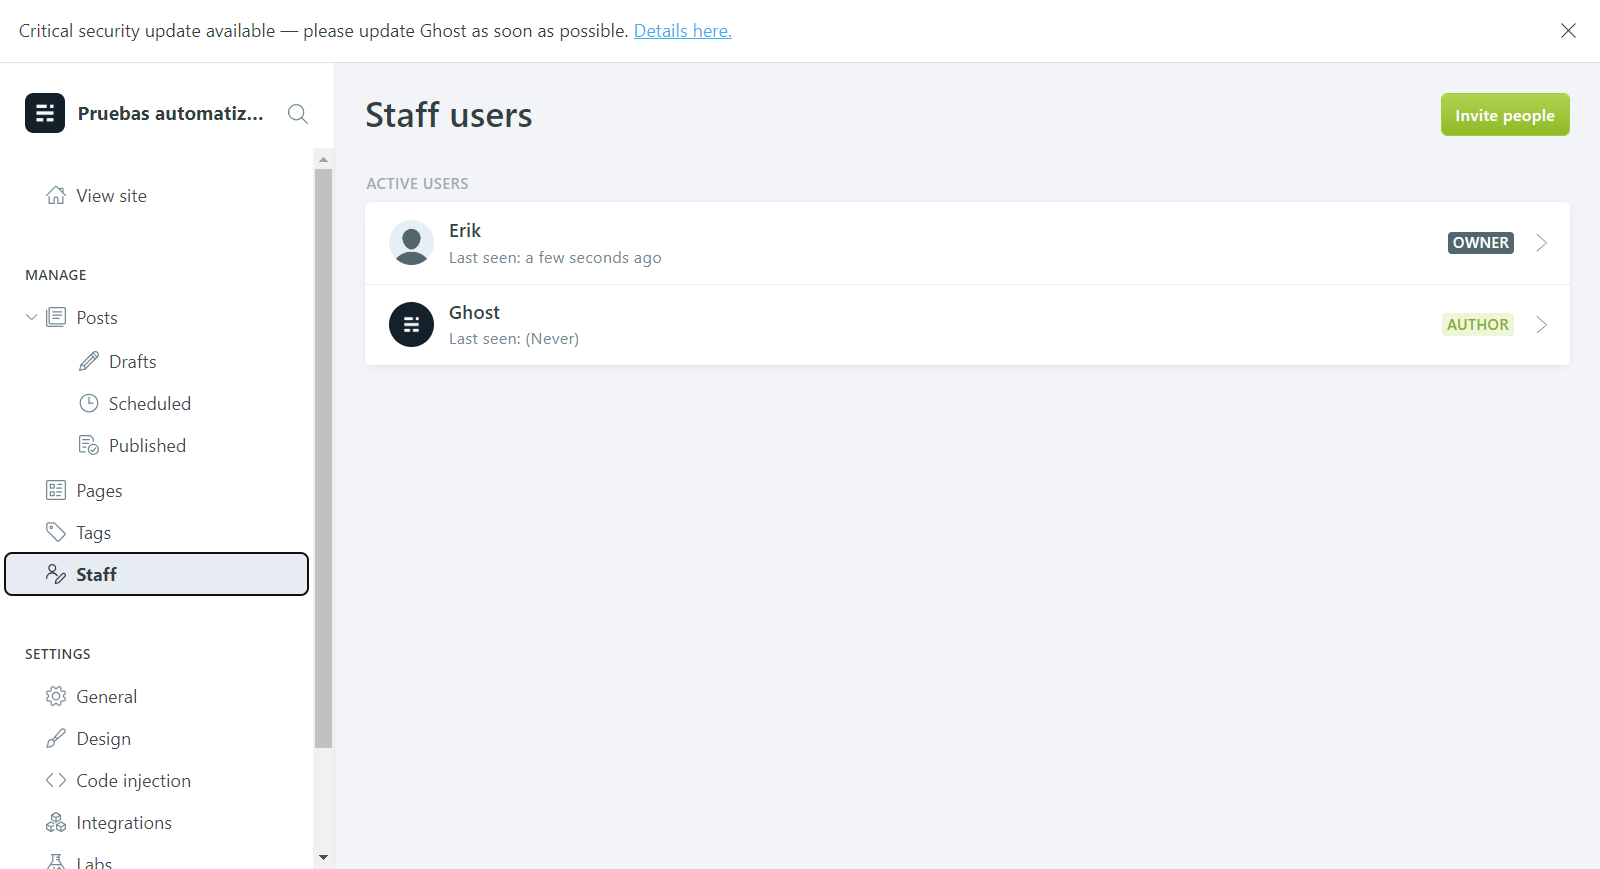 Critical security update available — please update Ghost as soon as possible. Details here.
Pruebas automatiz...
View site
MANAGE
Posts
Drafts
Scheduled
Published
Pages
Tags
Staff
SETTINGS
General
Design
Code injection
Integrations
Labs
Staff users
Invite people
ACTIVE USERS
Erik
Last seen: a few seconds ago
OWNER
Ghost
Last seen: (Never)
AUTHOR